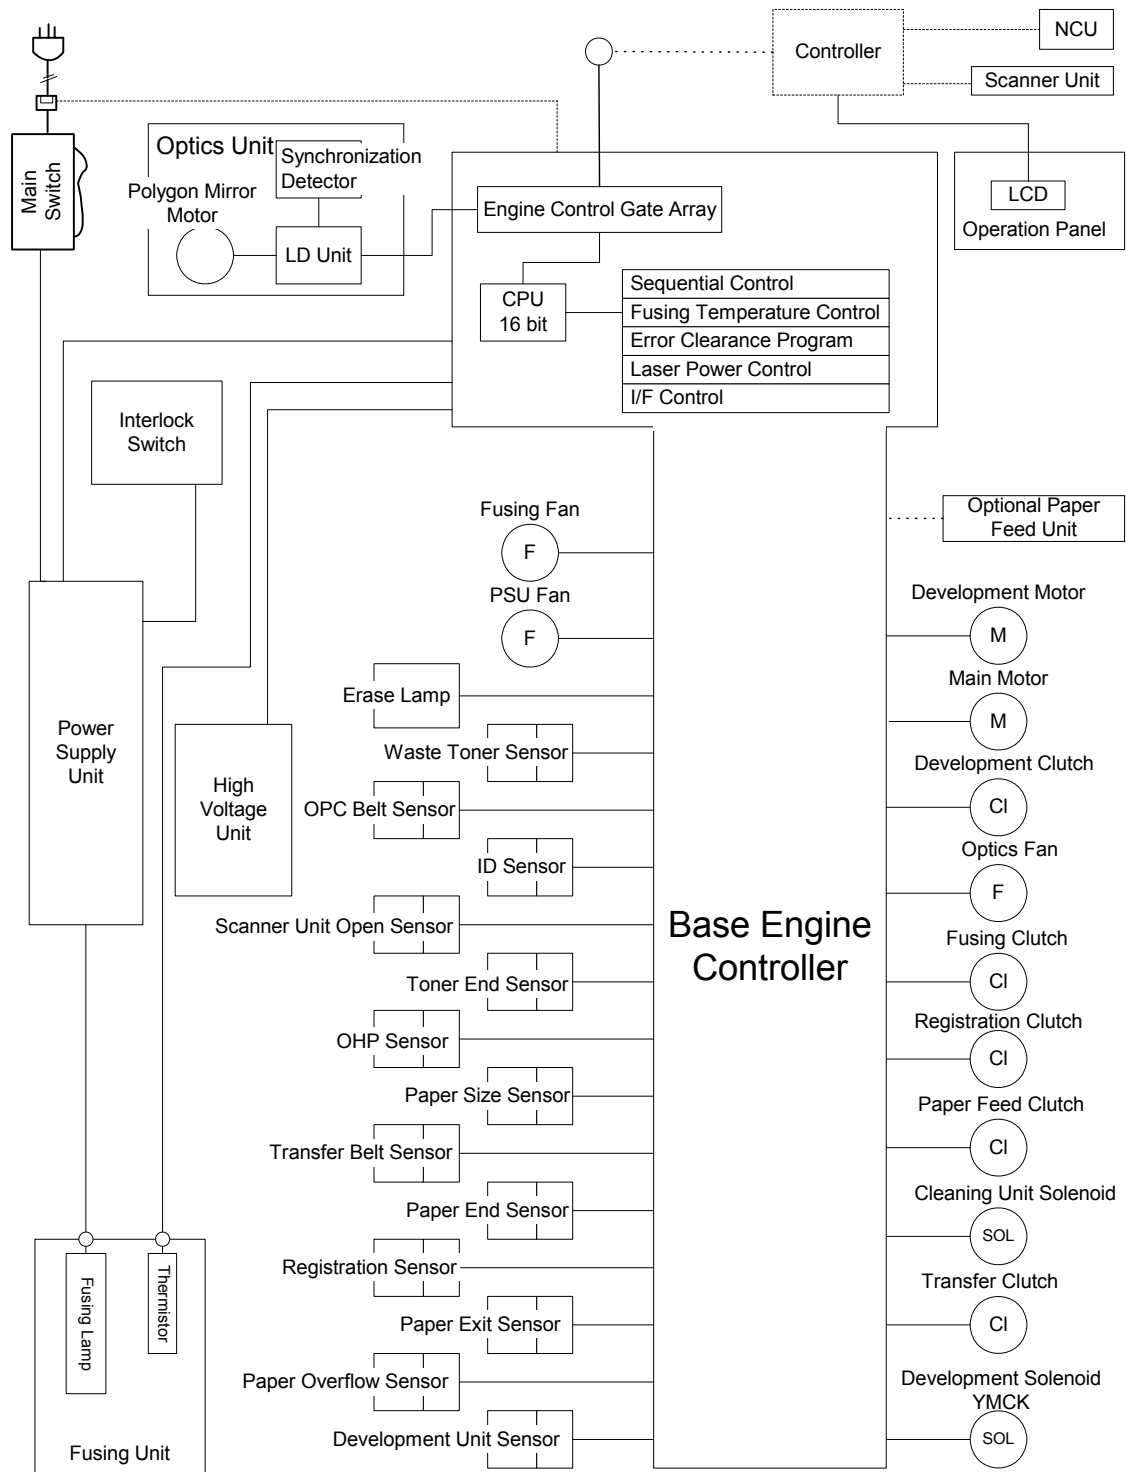 NCU
Controller
Scanner Unit
Main
Switch
Optics Unit
Synchronization
Detector
Polygon Mirror
Motor
LD Unit
Engine Control Gate Array
LCD
Operation Panel
CPU
16 bit
Sequential Control
Fusing Temperature Control
Error Clearance Program
Laser Power Control
I/F Control
Interlock
Switch
Optional Paper
Feed Unit
Fusing Fan
F
PSU Fan
F
Erase Lamp
Waste Toner Sensor
OPC Belt Sensor
ID Sensor
Scanner Unit Open Sensor
Toner End Sensor
OHP Sensor
Paper Size Sensor
Transfer Belt Sensor
Paper End Sensor
Registration Sensor
Paper Exit Sensor
Paper Overflow Sensor
Development Unit Sensor
Power
Supply
Unit
High
Voltage
Unit
Base Engine
Controller
Development Motor
M
Main Motor
M
Development Clutch
Cl
Optics Fan
F
Fusing Clutch
Cl
Registration Clutch
Cl
Paper Feed Clutch
Cl
Cleaning Unit Solenoid
SOL
Transfer Clutch
Cl
Development Solenoid
YMCK
SOL
Fusing Lamp
Thermistor
Fusing Unit